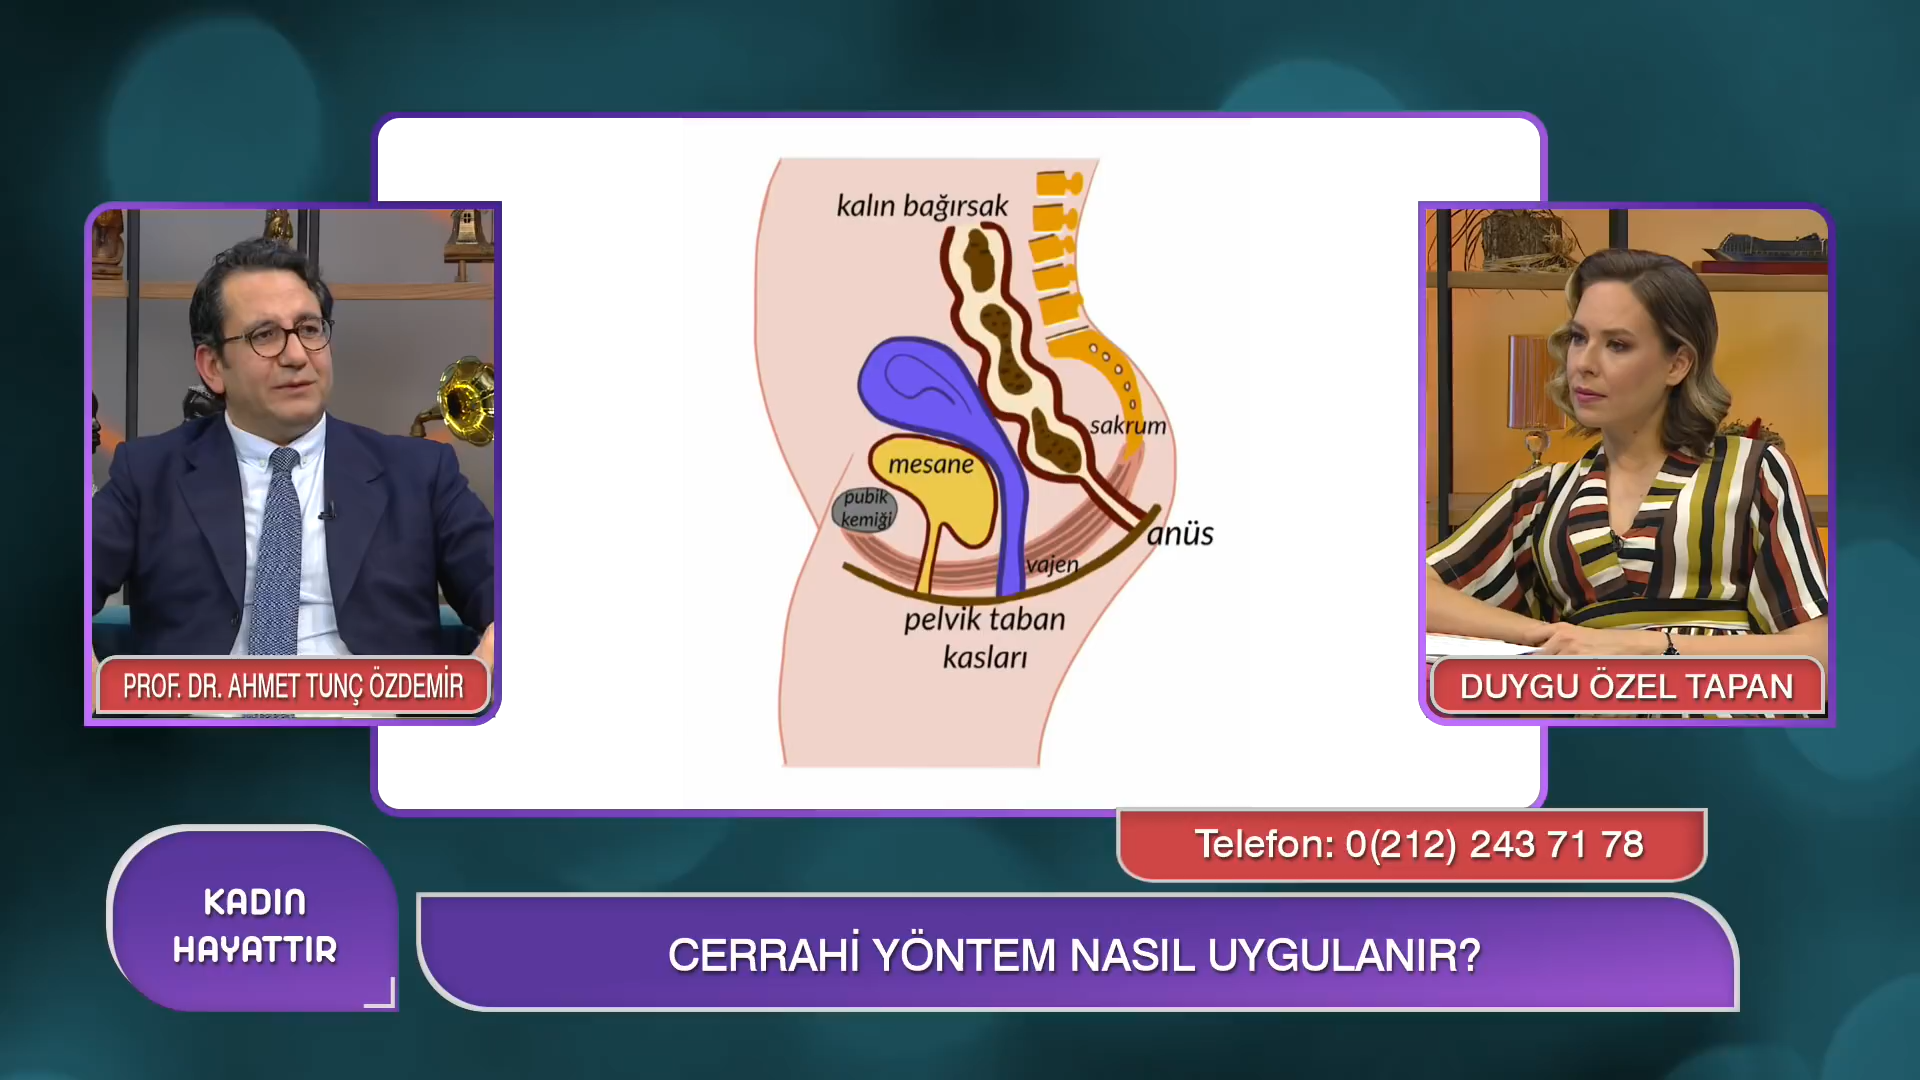 kalın bağırsak
sakrum
mesane
pubik
kemiği
anüs
vajen
pelvik taban
kasları
PROF. DR. AHMET TUNÇ ÖZDEMİR
DUYGU ÖZEL TAPAN
Telefon: 0(212) 243 71 78
KADIN
HAYATTIR
CERRAHİ YÖNTEM NASIL UYGULANIR?